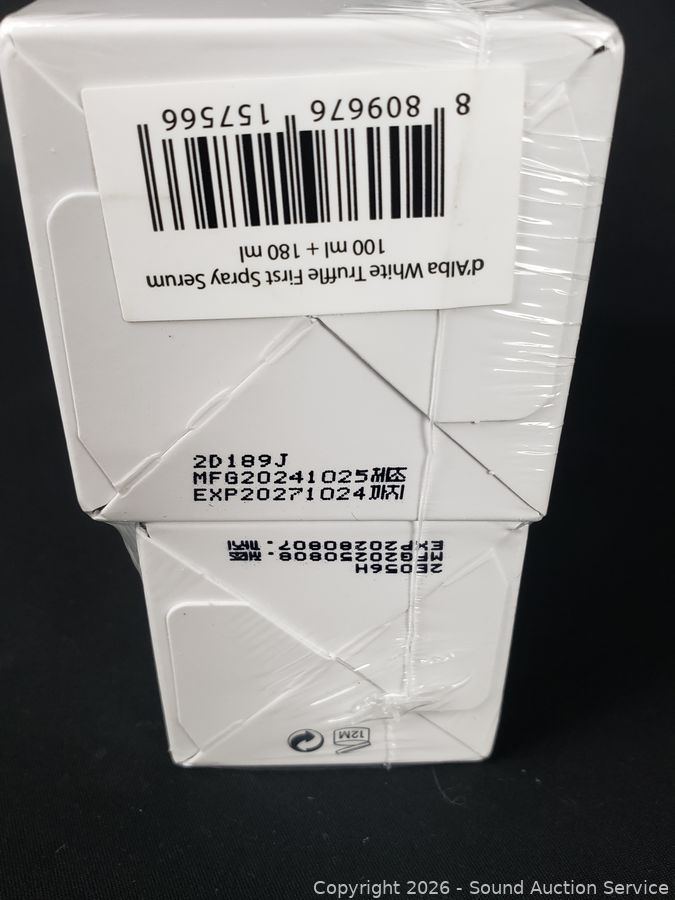 8 809676 157566
d'Alba White Truffle First Spray Serum
100 ml + 180 ml
2D189J
MFG20241025제조
EXP20271024까지
2E056H
MFG20250808.제조
EXP20280807.까지
12M
Copyright 2026 - Sound Auction Service